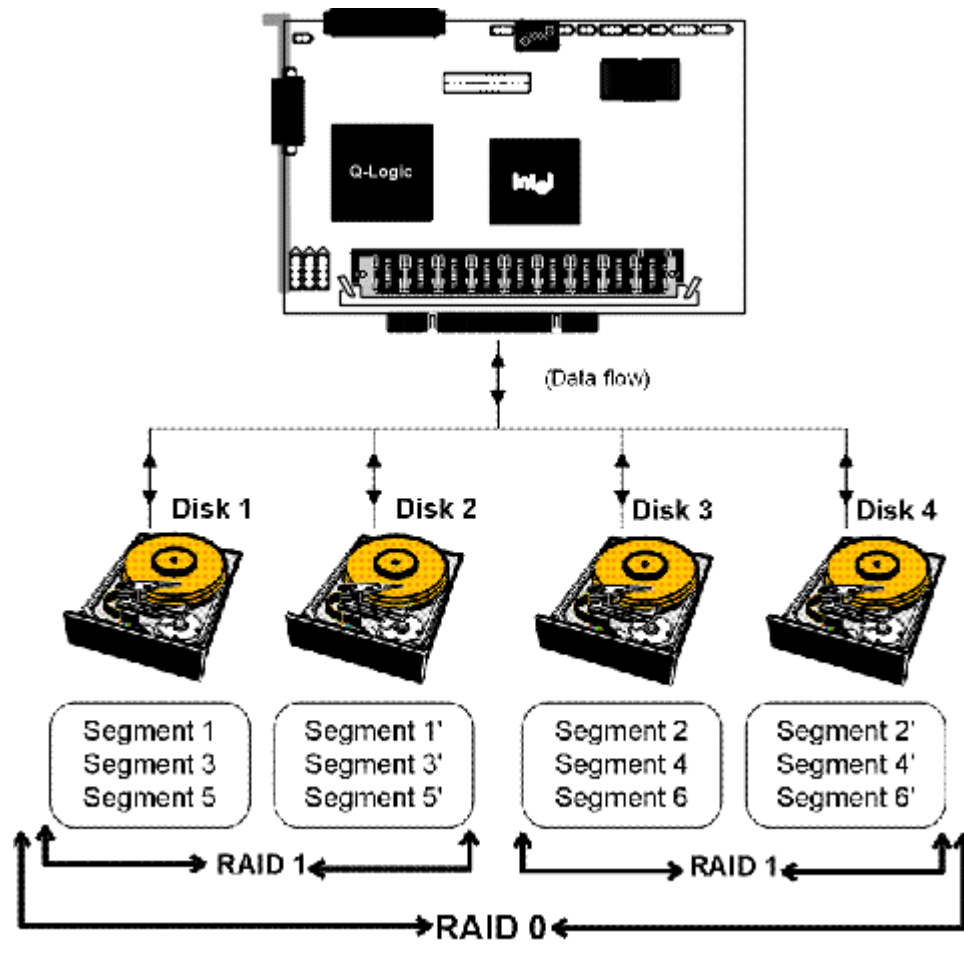 Q-Logic
intel
(Data flow)
Disk 1
Disk 2
Disk 3
Disk 4
Segment 1
Segment 3
Segment 5
Segment 1'
Segment 3'
Segment 5'
Segment 2
Segment 4
Segment 6
Segment 2'
Segment 4'
Segment 6'
RAID 1
RAID 1
RAID 0